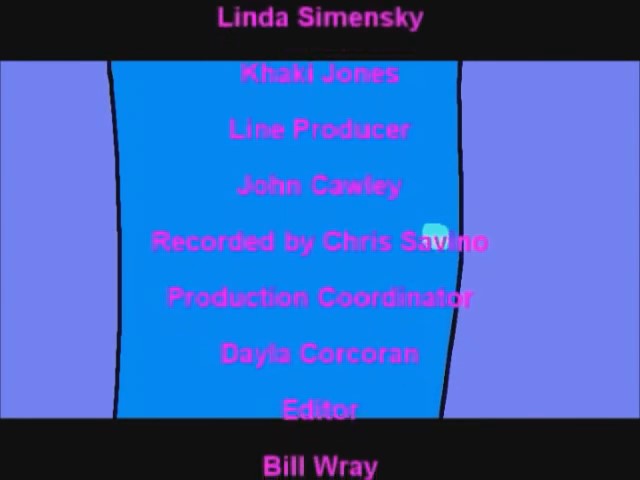 Linda Simensky
Khaki Jones
Line Producer
John Cawley
Recorded by Chris Savino
Production Coordinator
Dayla Corcoran
Editor
Bill Wray